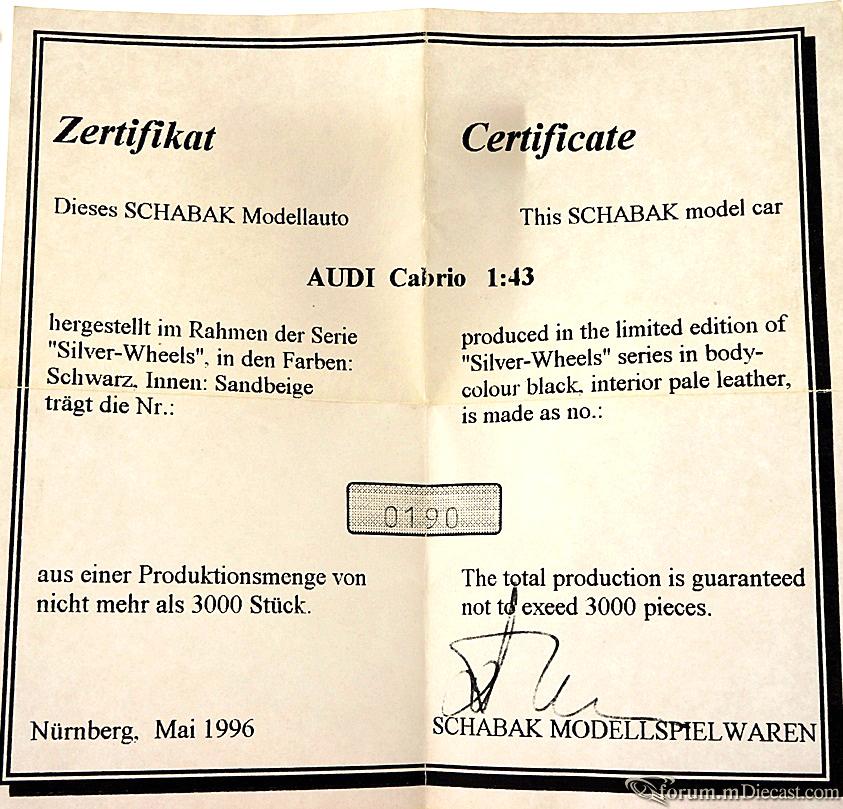 Zertifikat
Dieses SCHABAK Modellauto
Certificate
This SCHABAK model car
AUDI Cabrio 1:43
hergestellt im Rahmen der Serie
"Silver-Wheels", in den Farben:
Schwarz, Innen: Sandbeige
trägt die Nr.:
produced in the limited edition of
"Silver-Wheels" series in body-
colour black, interior pale leather,
is made as no.:
0190
aus einer Produktionsmenge von
nicht mehr als 3000 Stück.
The total production is guaranteed
not to exeed 3000 pieces.
Nürnberg, Mai 1996
SCHABAK MODELLSPIELWAREN
forum.mDiecast.com